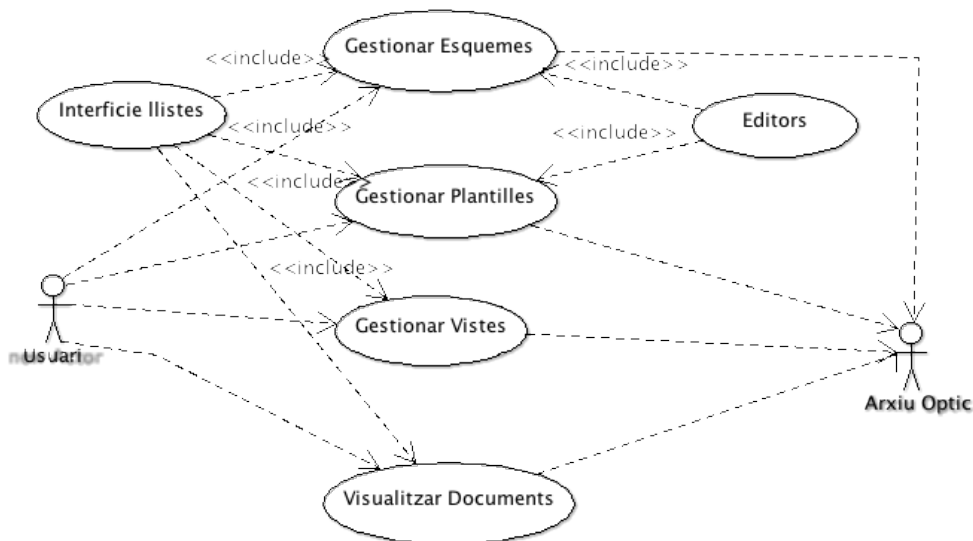 Gestionar Esquemes
<<include>>
<<include>>
Interficie llistes
Editors
<<include>>
<<include>>
<<include
Gestionar Plantilles
<<include>>
Gestionar Vistes
Usuari
Arxiu Optic
Visualitzar Documents